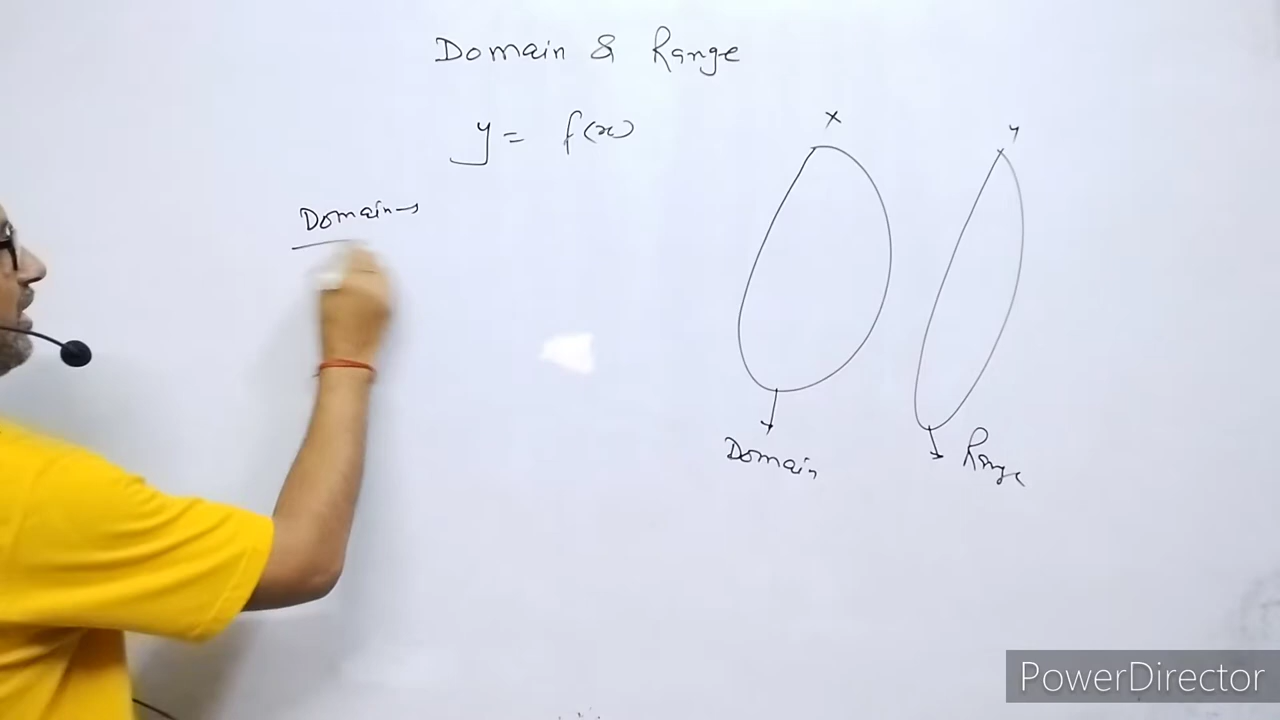 Domain & Range
y = f(x)
X
Y
Domain→
Domain
Range
PowerDirector